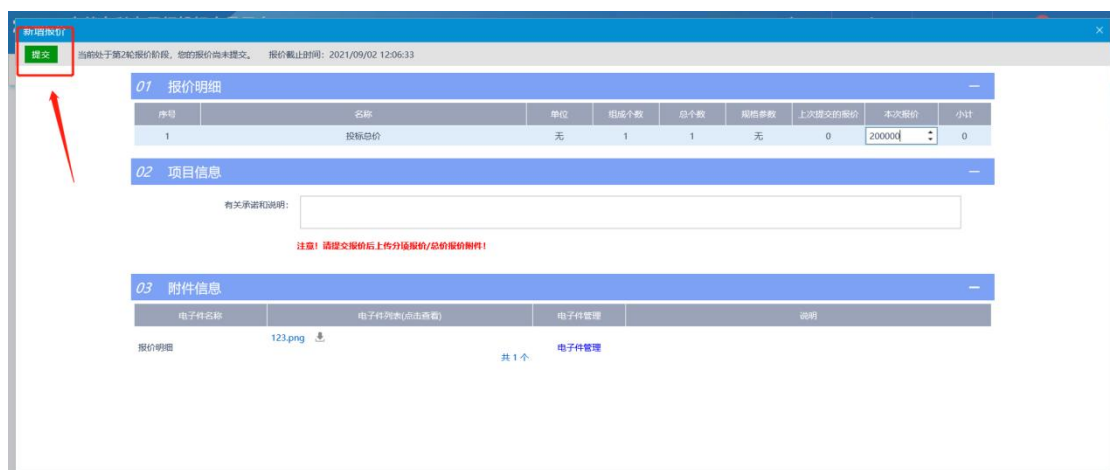 新增报价
提交 当前处于第2轮报价阶段，您的报价尚未提交。 报价截止时间：2021/09/02 12:06:33
01 报价明细
序号 名称 单位 组成个数 总个数 规格参数 上次提交的报价 本次报价 小计
1 投标总价 无 1 1 无 0 200000 0
02 项目信息
有关承诺和说明：
注意！请提交报价后上传分项报价/总价报价附件！
03 附件信息
电子件名称 电子件列表(点击查看) 电子件管理 说明
报价明细 123.png 电子件管理
共 1 个